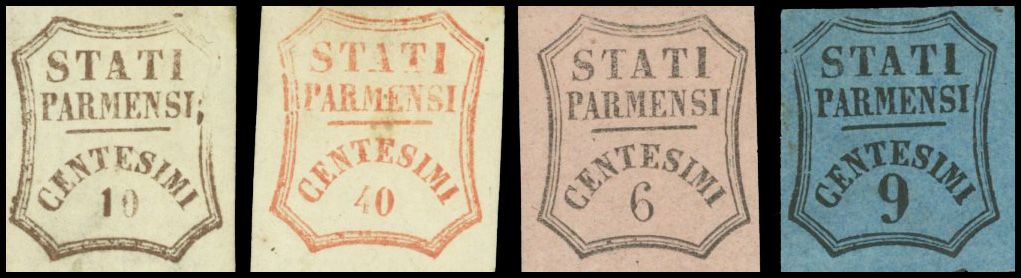 STATI
PARMENSI;
CENTESIMI
10
STATI
PARMENSI
CENTESIMI
40
STATI
PARMENSI
CENTESIMI
6
STATI
PARMENSI
CENTESIMI
9